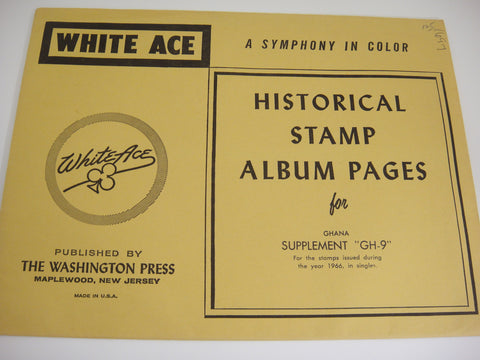 WHITE ACE
A SYMPHONY IN COLOR
White Ace
PUBLISHED BY
THE WASHINGTON PRESS
MAPLEWOOD, NEW JERSEY
MADE IN U.S.A.
HISTORICAL
STAMP
ALBUM PAGES
for
GHANA
SUPPLEMENT "GH-9"
For the stamps issued during
the year 1966, in singles.